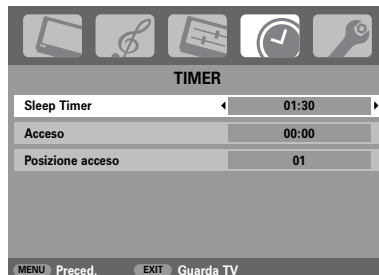 TIMER
Sleep Timer 01:30
Acceso 00:00
Posizione acceso 01
MENU Preced. EXIT Guarda TV